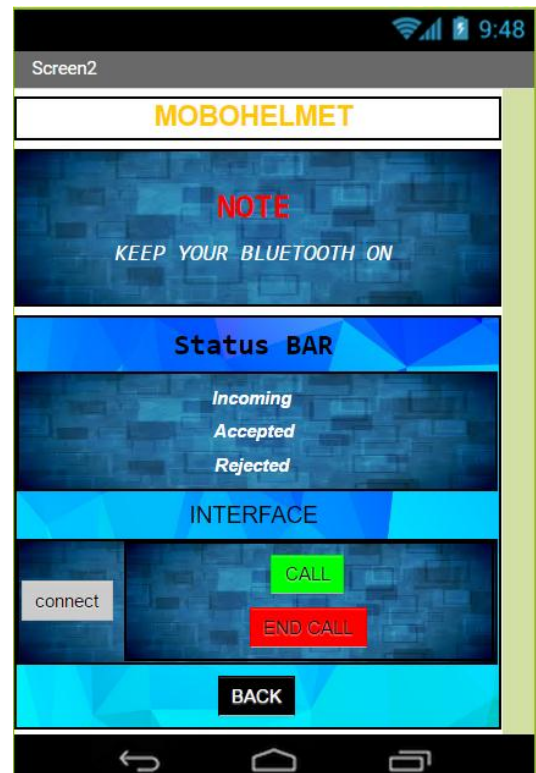 9:48
Screen2
MOBOHELMET
NOTE
KEEP YOUR BLUETOOTH ON
Status BAR
Incoming
Accepted
Rejected
INTERFACE
CALL
connect
END CALL
BACK